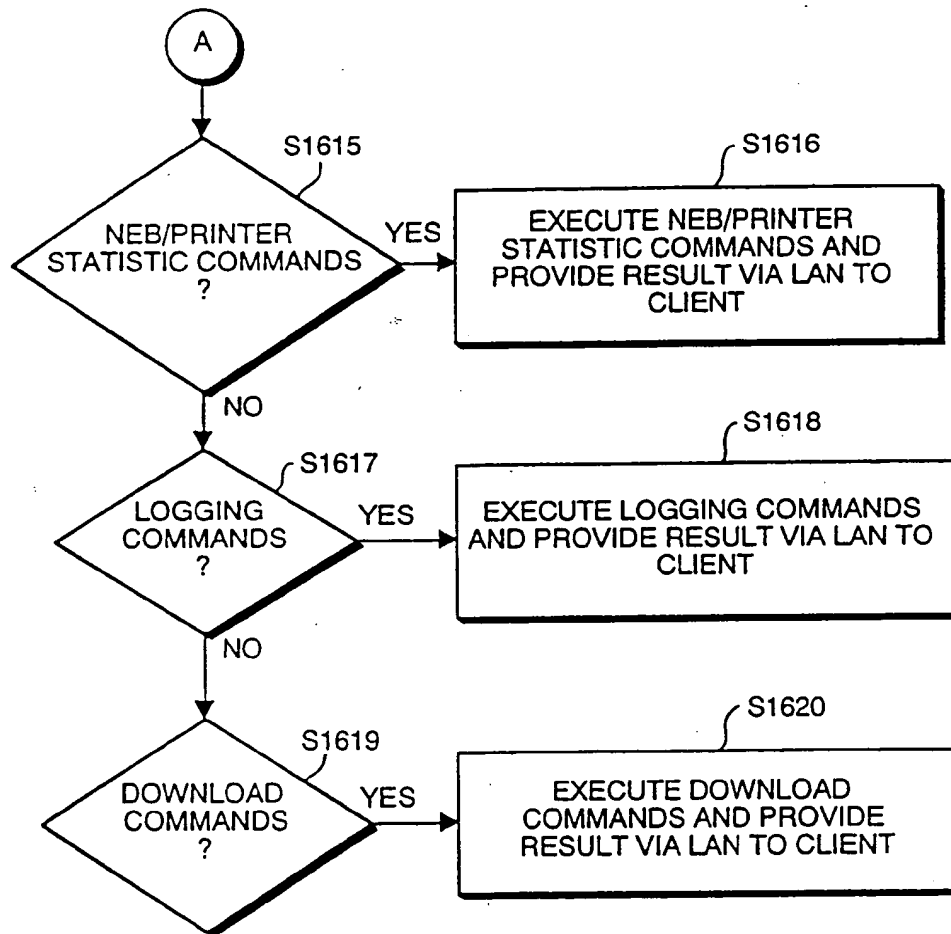 A
S1615
NEB/PRINTER
STATISTIC COMMANDS
?
YES
S1616
EXECUTE NEB/PRINTER
STATISTIC COMMANDS AND
PROVIDE RESULT VIA LAN TO
CLIENT
NO
S1617
LOGGING
COMMANDS
?
YES
S1618
EXECUTE LOGGING COMMANDS
AND PROVIDE RESULT VIA LAN TO
CLIENT
NO
S1619
DOWNLOAD
COMMANDS
?
YES
S1620
EXECUTE DOWNLOAD
COMMANDS AND PROVIDE
RESULT VIA LAN TO CLIENT